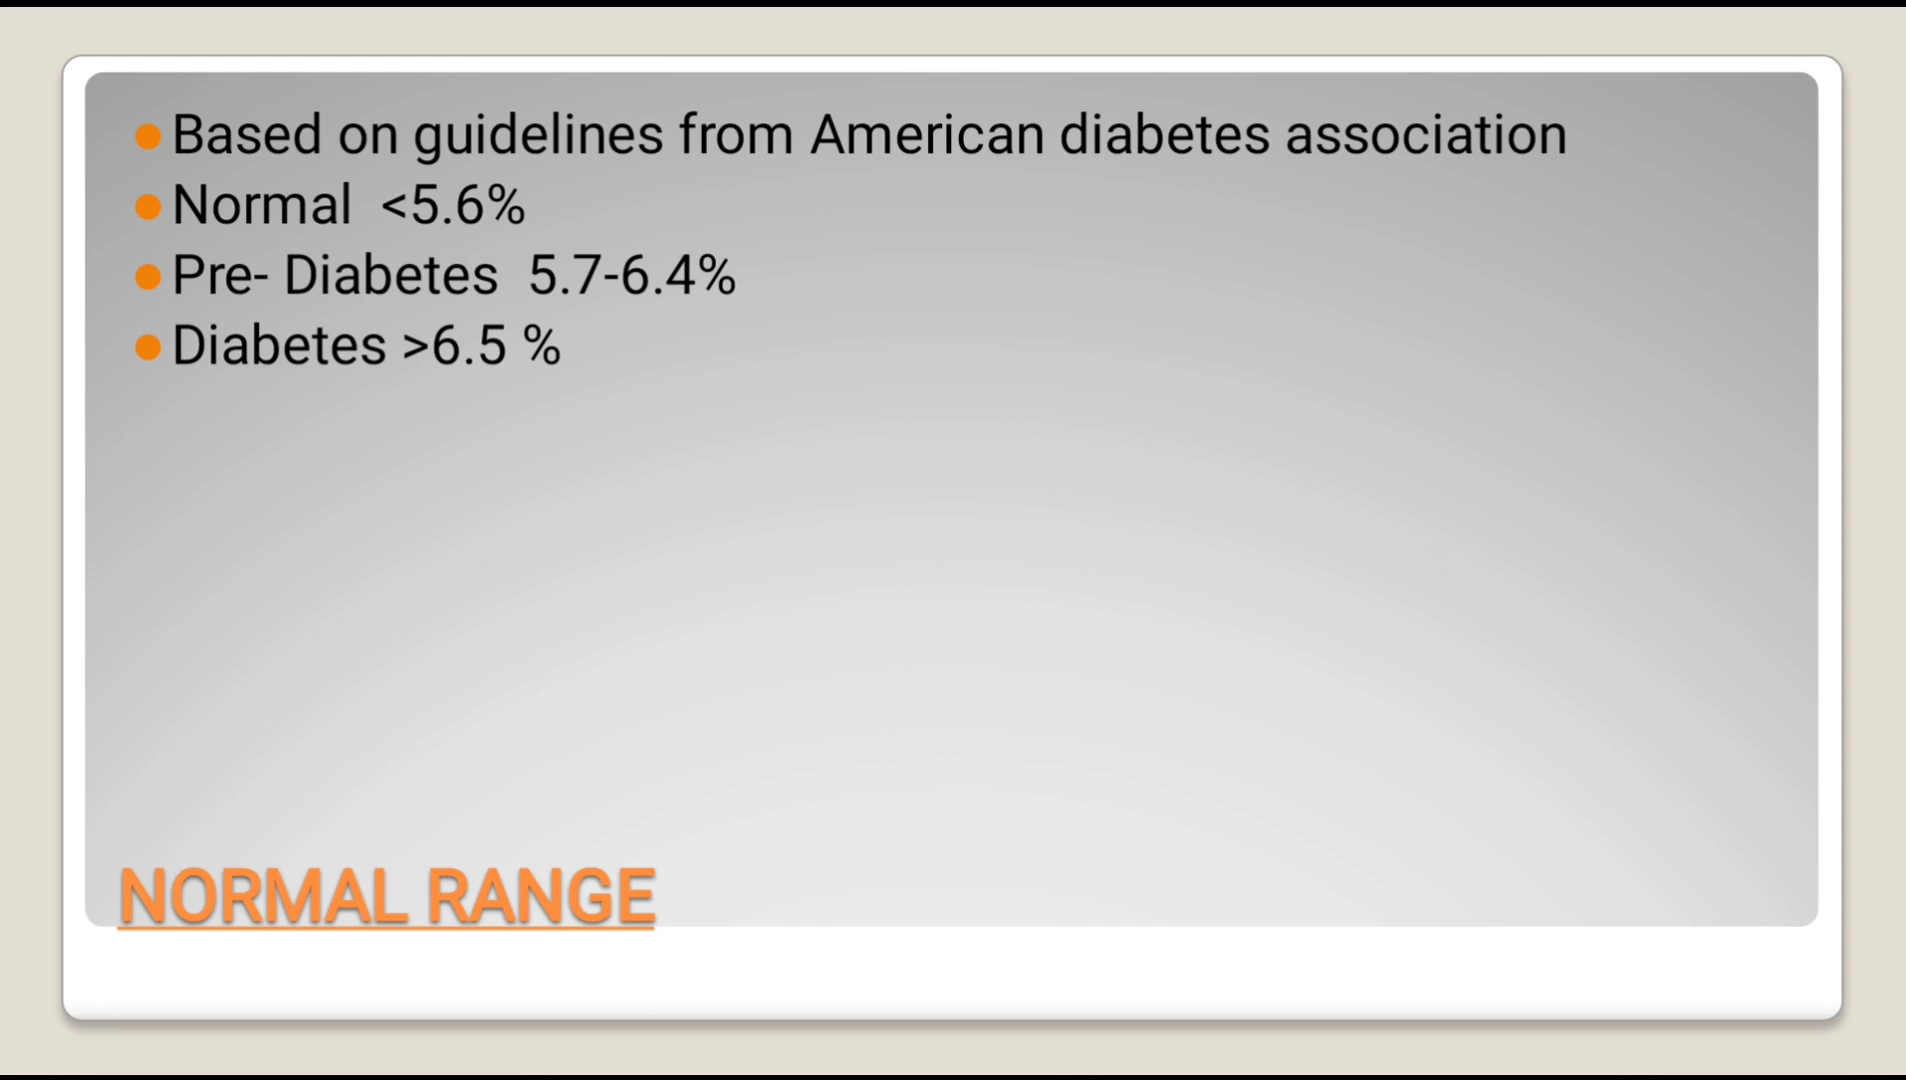 Based on guidelines from American diabetes association
Normal <5.6%
Pre- Diabetes 5.7-6.4%
Diabetes >6.5 %
NORMAL RANGE